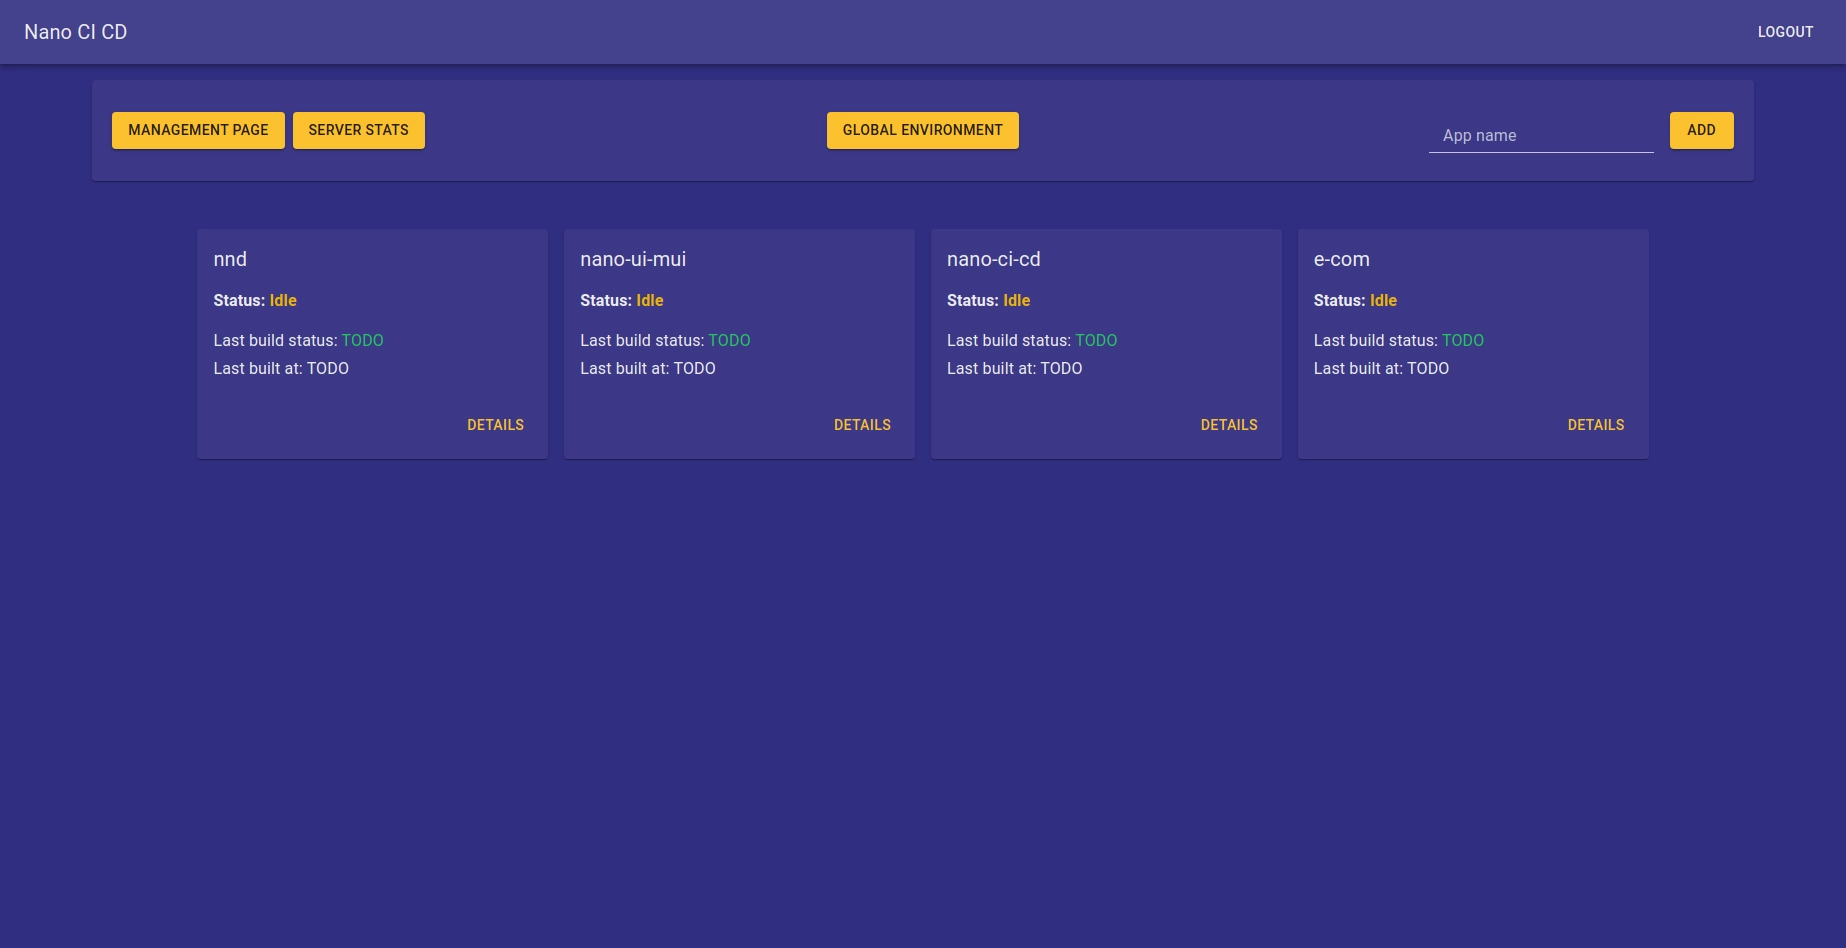 Nano CI CD
LOGOUT
MANAGEMENT PAGE
SERVER STATS
GLOBAL ENVIRONMENT
App name
ADD
nnd
Status: Idle
Last build status: TODO
Last built at: TODO
DETAILS
nano-ui-mui
Status: Idle
Last build status: TODO
Last built at: TODO
DETAILS
nano-ci-cd
Status: Idle
Last build status: TODO
Last built at: TODO
DETAILS
e-com
Status: Idle
Last build status: TODO
Last built at: TODO
DETAILS